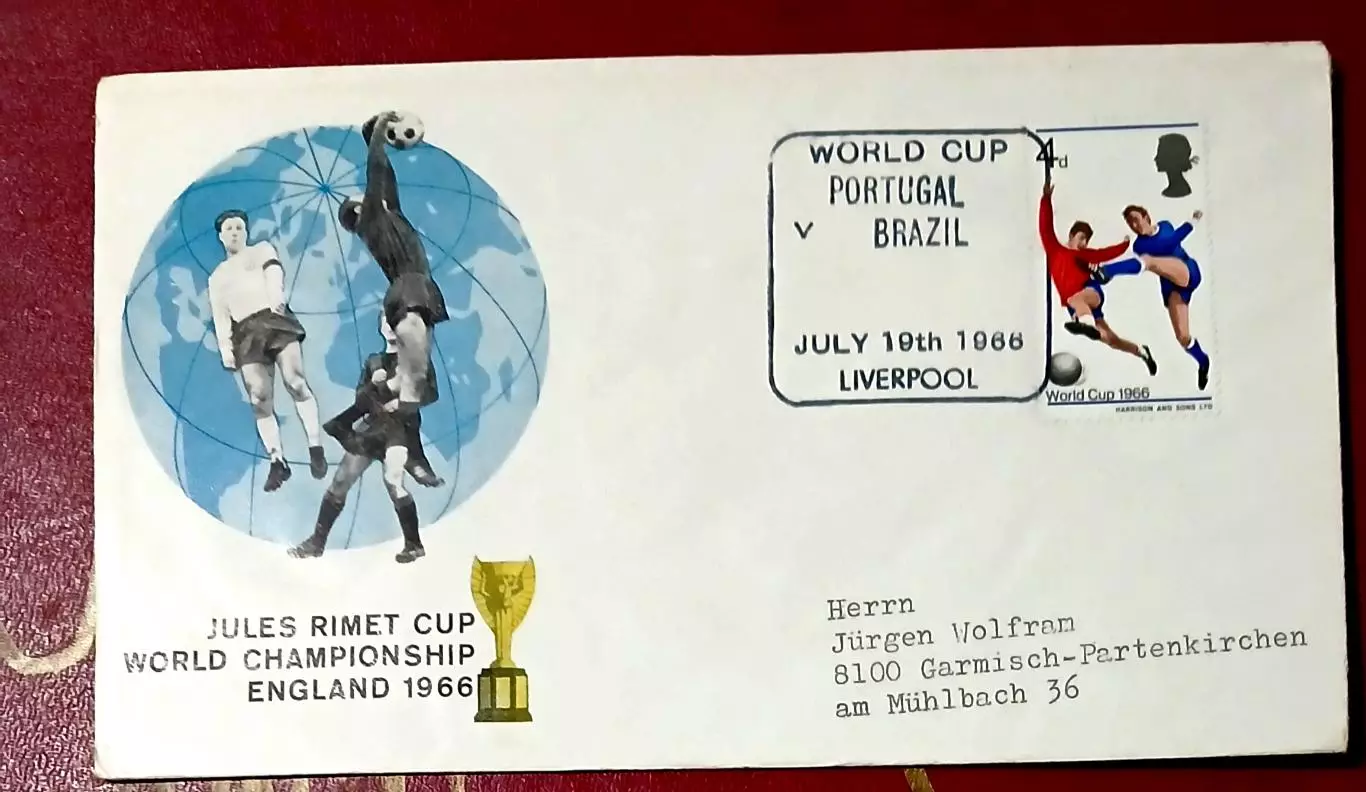 WORLD CUP
PORTUGAL
V BRAZIL
JULY 19th 1966
LIVERPOOL
4d
World Cup 1966
HARRISON AND SONS LTD
JULES RIMET CUP
WORLD CHAMPIONSHIP
ENGLAND 1966
Herrn
Jürgen Wolfram
8100 Garmisch-Partenkirchen
am Mühlbach 36